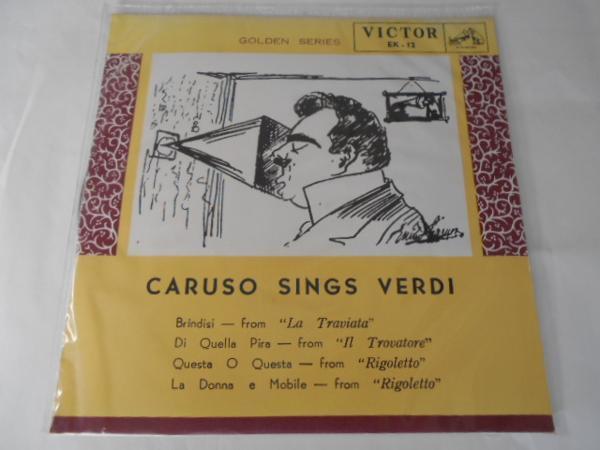 GOLDEN SERIES
VICTOR
EK-12
CARUSO SINGS VERDI
Brindisi — from "La Traviata"
Di Quella Pira — from "Il Trovatore"
Questa O Questa — from "Rigoletto"
La Donna e Mobile — from "Rigoletto"